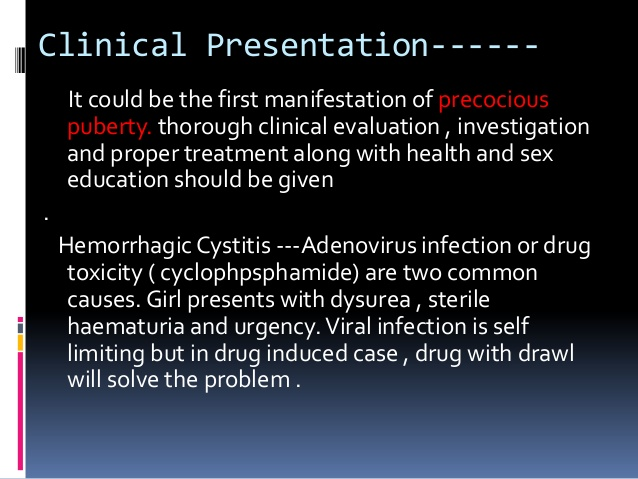 Clinical Presentation------
It could be the first manifestation of precocious
puberty. thorough clinical evaluation , investigation
and proper treatment along with health and sex
education should be given
.
Hemorrhagic Cystitis ---Adenovirus infection or drug
toxicity ( cyclophpsphamide) are two common
causes. Girl presents with dysurea , sterile
haematuria and urgency. Viral infection is self
limiting but in drug induced case , drug with drawl
will solve the problem .